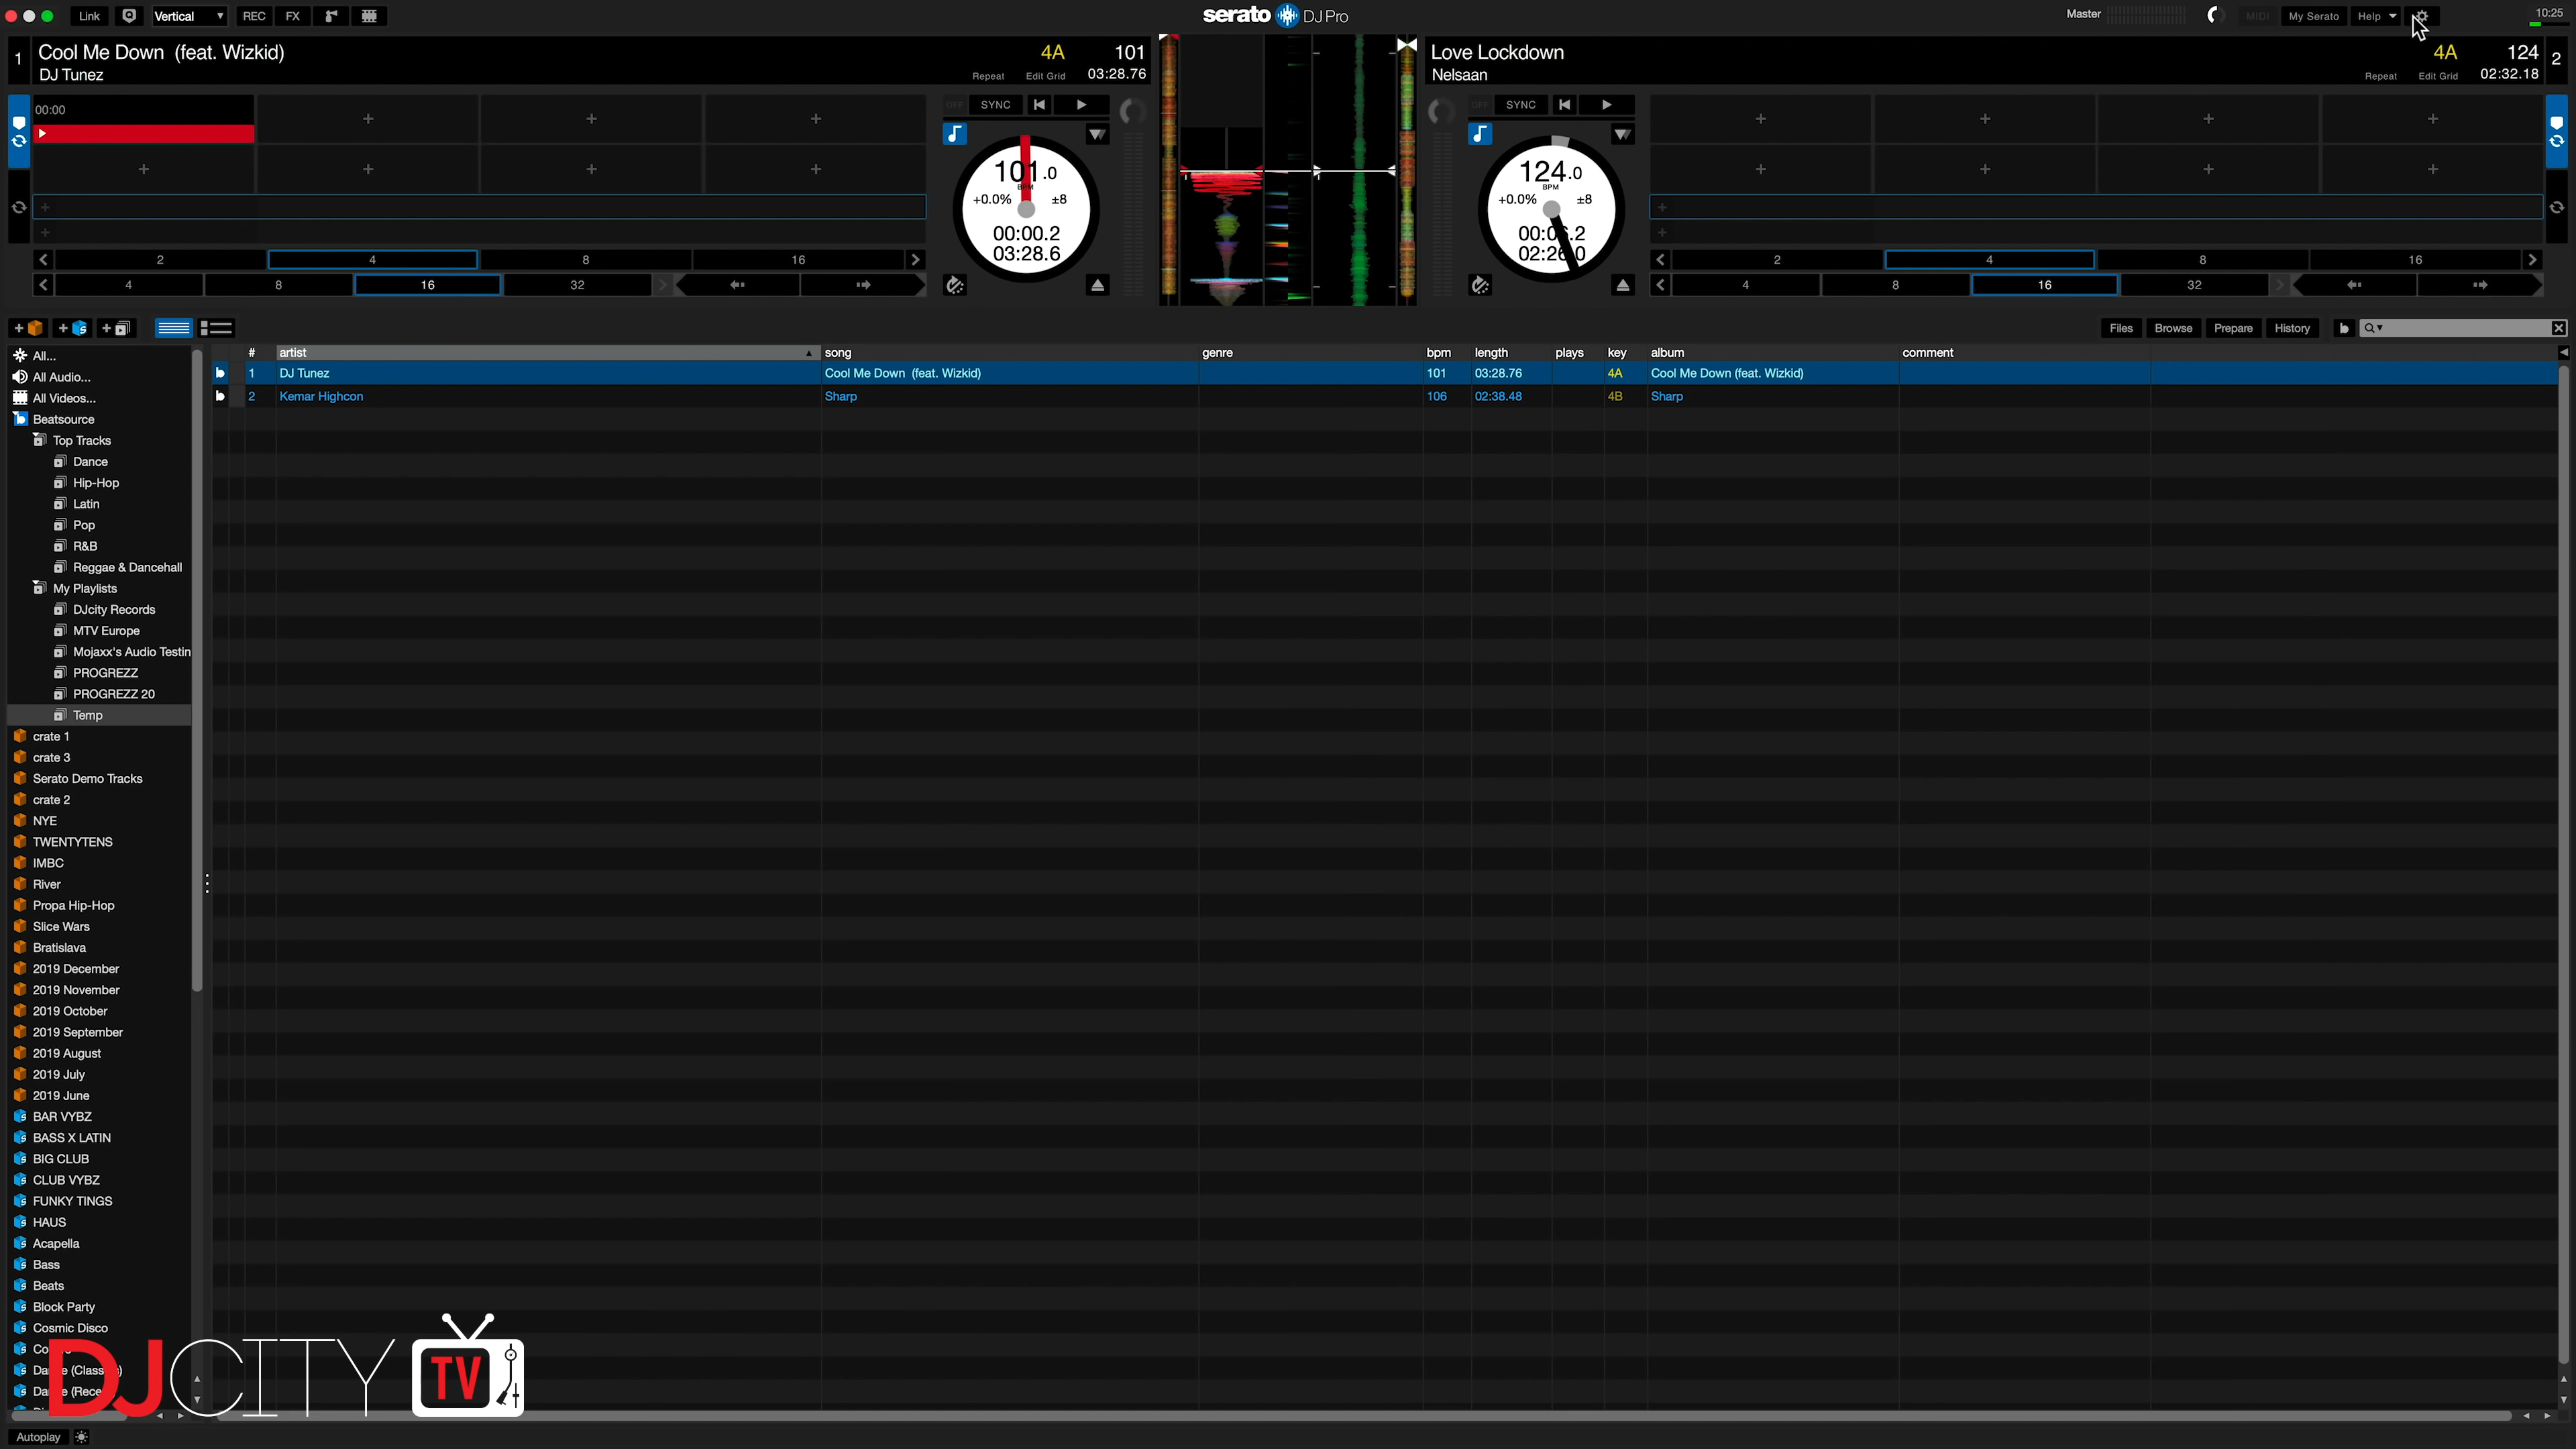 Link Vertical REC FX serato DJ Pro Master MIDI My Serato Help 10:25
1 Cool Me Down (feat. Wizkid) 4A 101
DJ Tunez Repeat Edit Grid 03:28.76
Love Lockdown 4A 124 2
Nelsaan Repeat Edit Grid 02:32.18
00:00
OFF SYNC
101.0
BPM
+0.0% ±8
00:00.2
03:28.6
2 4 8 16
4 8 16 32
OFF SYNC
124.0
BPM
+0.0% ±8
2 4 8 16
4 8 16 32
Files Browse Prepare History
# artist song genre bpm length plays key album comment
1 DJ Tunez Cool Me Down (feat. Wizkid) 101 03:28.76 4A Cool Me Down (feat. Wizkid)
2 Kemar Highcon Sharp 106 02:38.48 4B Sharp
All...
All Audio...
All Videos...
Beatsource
Top Tracks
Dance
Hip-Hop
Latin
Pop
R&B
Reggae & Dancehall
My Playlists
DJcity Records
MTV Europe
Mojaxx's Audio Testin
PROGREZZ
PROGREZZ 20
Temp
crate 1
crate 3
Serato Demo Tracks
crate 2
NYE
TWENTYTENS
IMBC
River
Propa Hip-Hop
Slice Wars
Bratislava
2019 December
2019 November
2019 October
2019 September
2019 August
2019 July
2019 June
BAR VYBZ
BASS X LATIN
BIG CLUB
CLUB VYBZ
FUNKY TINGS
HAUS
Acapella
Bass
Beats
Block Party
Cosmic Disco
DJCITY TV
Autoplay